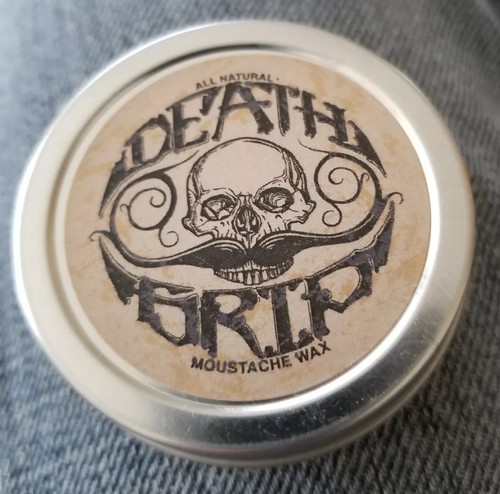 ALL NATURAL
DEATH
GRIP
MOUSTACHE WAX